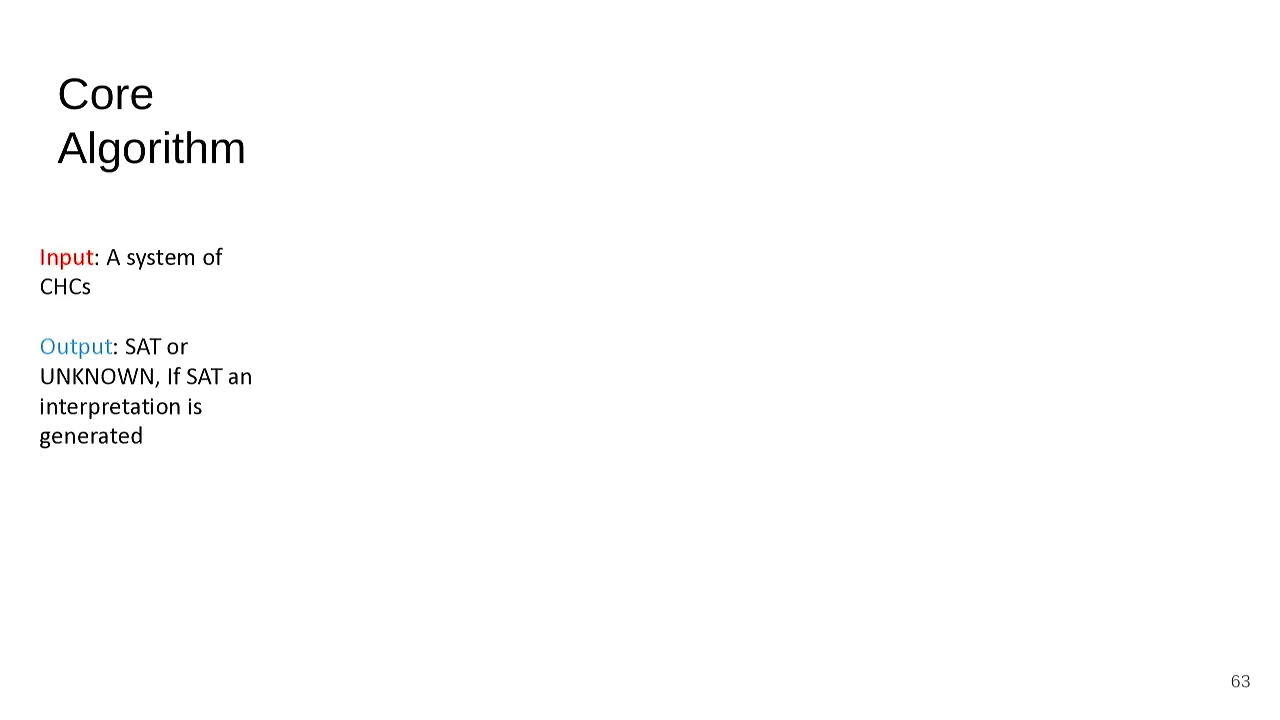 Core
Algorithm
Input: A system of
CHCs
Output: SAT or
UNKNOWN, If SAT an
interpretation is
generated
63